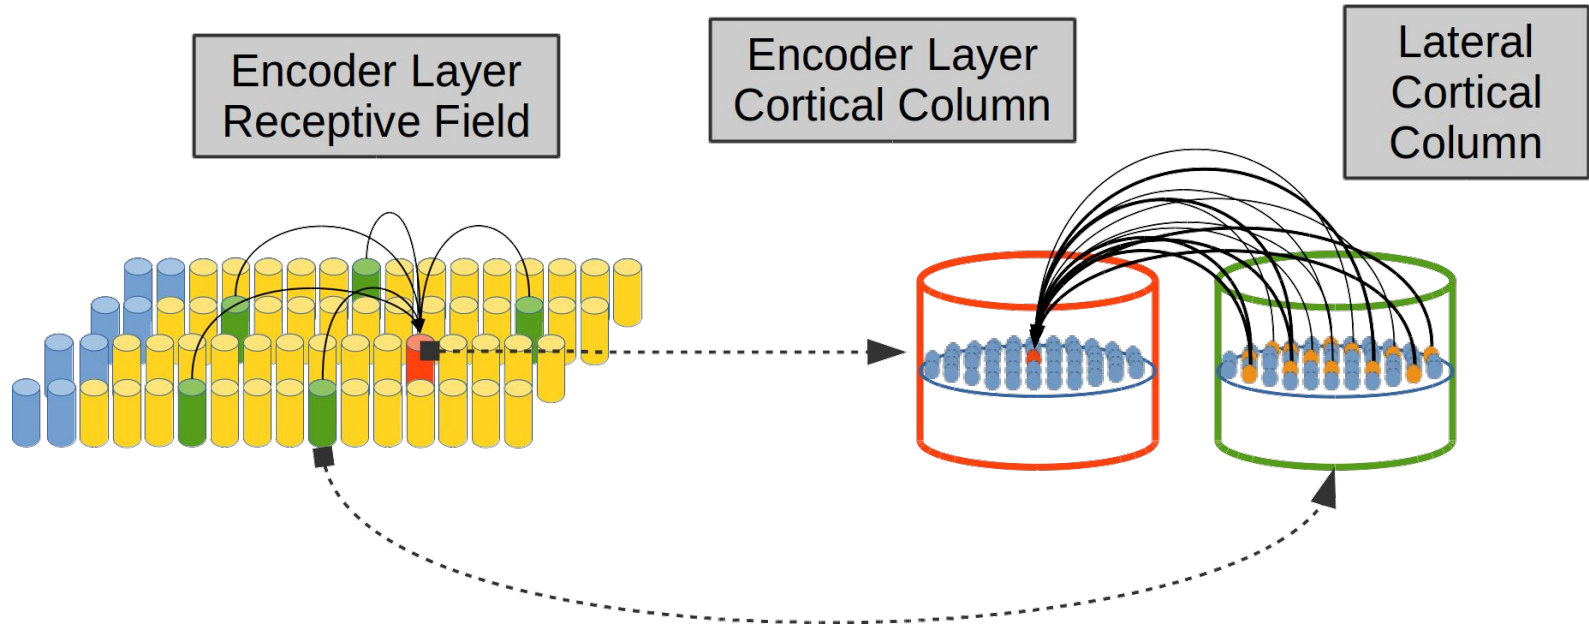 Encoder Layer
Receptive Field
Encoder Layer
Cortical Column
Lateral
Cortical
Column